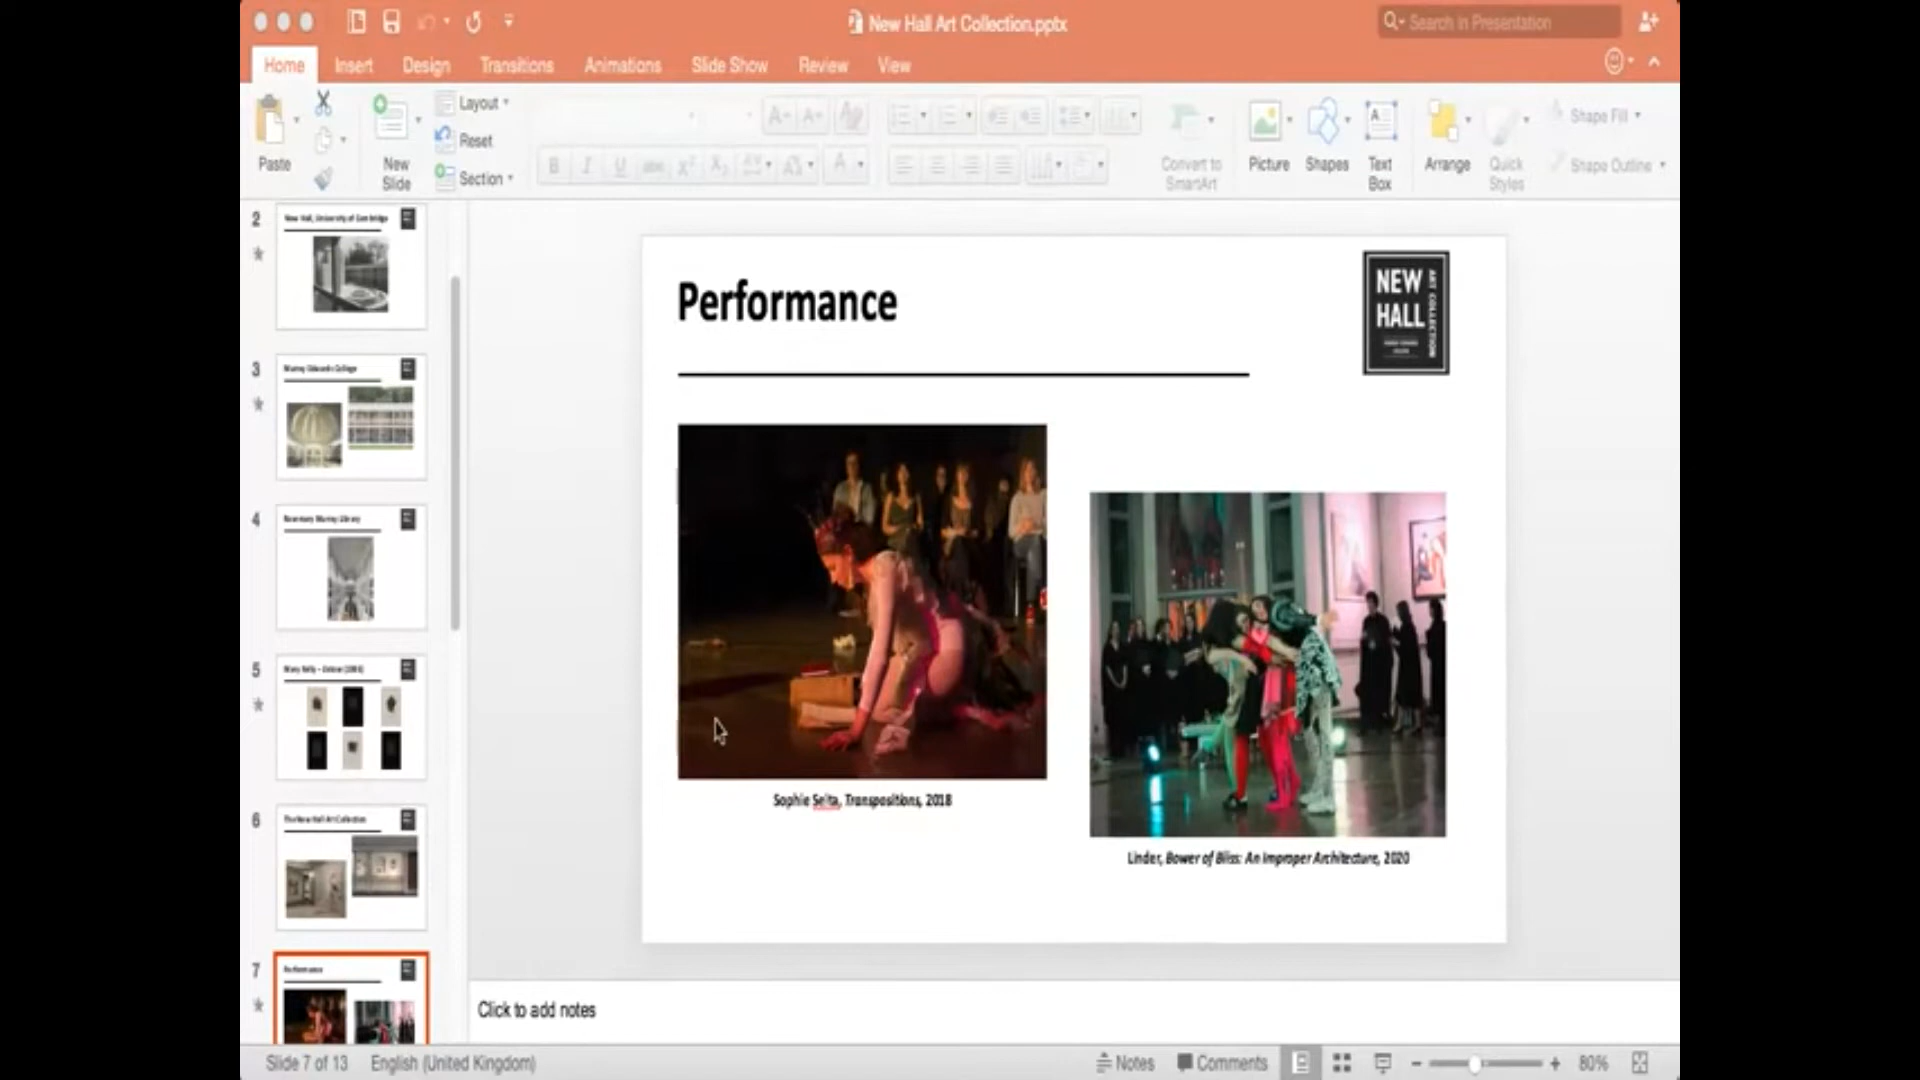 New Hall Art Collection.pptx
Search in Presentation
Home Insert Design Transitions Animations Slide Show Review View
Paste
New
Slide
Layout
Reset
Section
Convert to
SmartArt
Picture
Shapes
Text
Box
Arrange
Quick
Styles
Shape Fill
Shape Outline
2
New Hall, University of Cambridge
3
Murray Edwards College
4
Rosemary Murray Library
5
6
The New Hall Art Collection
7
Performance
Performance
NEW
HALL
ART COLLECTION
Sophie Seita, Transpositions, 2018
Linder, Bower of Bliss: An Improper Architecture, 2020
Click to add notes
Slide 7 of 13 English (United Kingdom)
Notes Comments 80%